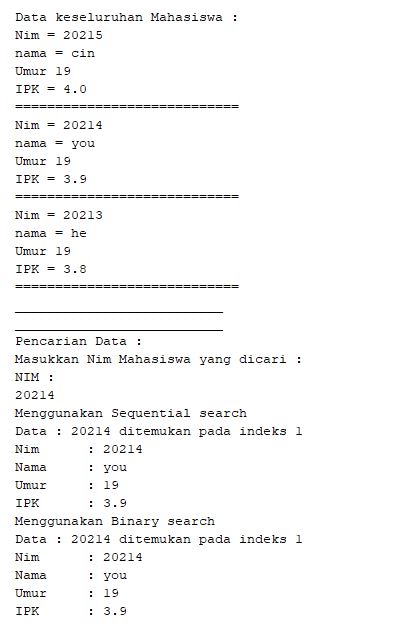 Data keseluruhan Mahasiswa :
Nim = 20215
nama = cin
Umur 19
IPK = 4.0
============================
Nim = 20214
nama = you
Umur 19
IPK = 3.9
============================
Nim = 20213
nama = he
Umur 19
IPK = 3.8
============================
__________________________
__________________________
Pencarian Data :
Masukkan Nim Mahasiswa yang dicari :
NIM :
20214
Menggunakan Sequential search
Data : 20214 ditemukan pada indeks 1
Nim      : 20214
Nama     : you
Umur     : 19
IPK      : 3.9
Menggunakan Binary search
Data : 20214 ditemukan pada indeks 1
Nim      : 20214
Nama     : you
Umur     : 19
IPK      : 3.9